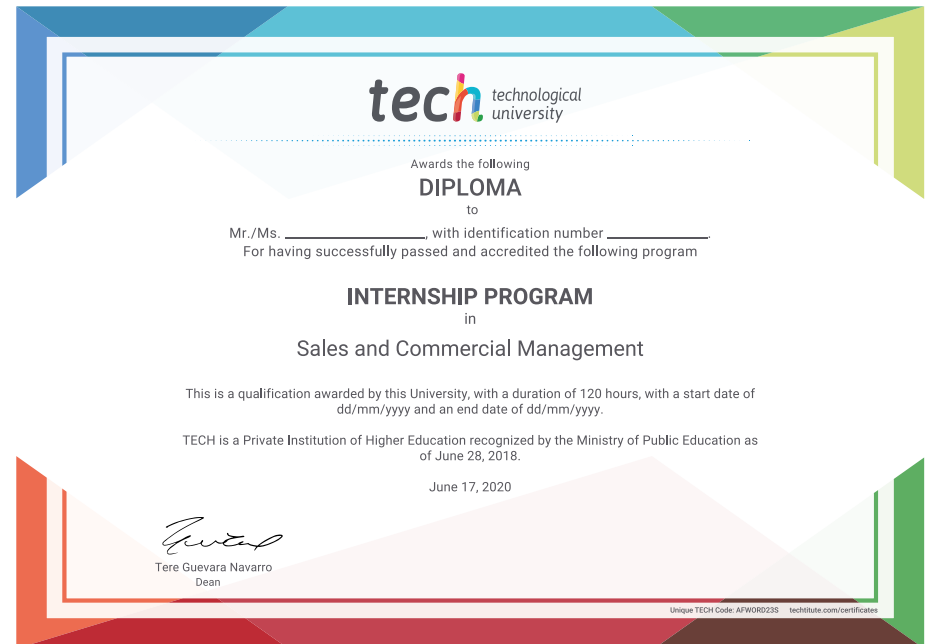 tech technological
university
Awards the following
DIPLOMA
to
Mr./Ms. ____________________, with identification number ______________.
For having successfully passed and accredited the following program
INTERNSHIP PROGRAM
in
Sales and Commercial Management
This is a qualification awarded by this University, with a duration of 120 hours, with a start date of
dd/mm/yyyy and an end date of dd/mm/yyyy.
TECH is a Private Institution of Higher Education recognized by the Ministry of Public Education as
of June 28, 2018.
June 17, 2020
Tere Guevara Navarro
Dean
Unique TECH Code: AFWORD23S techtitute.com/certificates